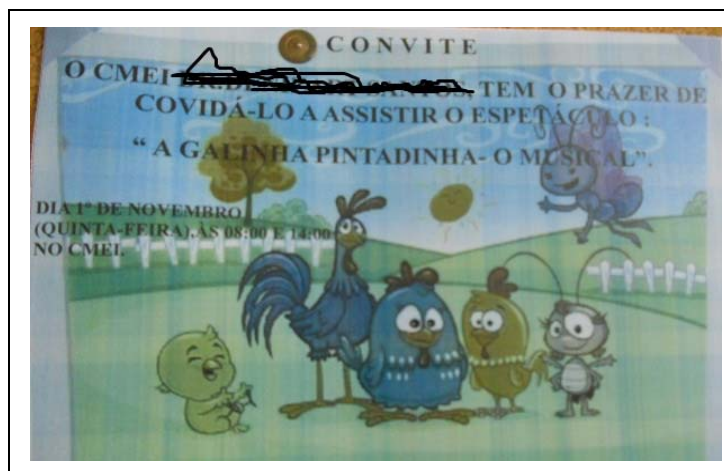 CONVITE
O CMEI SANTOS, TEM O PRAZER DE
COVIDÁ-LO A ASSISTIR O ESPETÁCULO :
“ A GALINHA PINTADINHA- O MUSICAL”.
DIA 1º DE NOVEMBRO
(QUINTA-FEIRA), ÀS 08:00 E 14:00
NO CMEI.